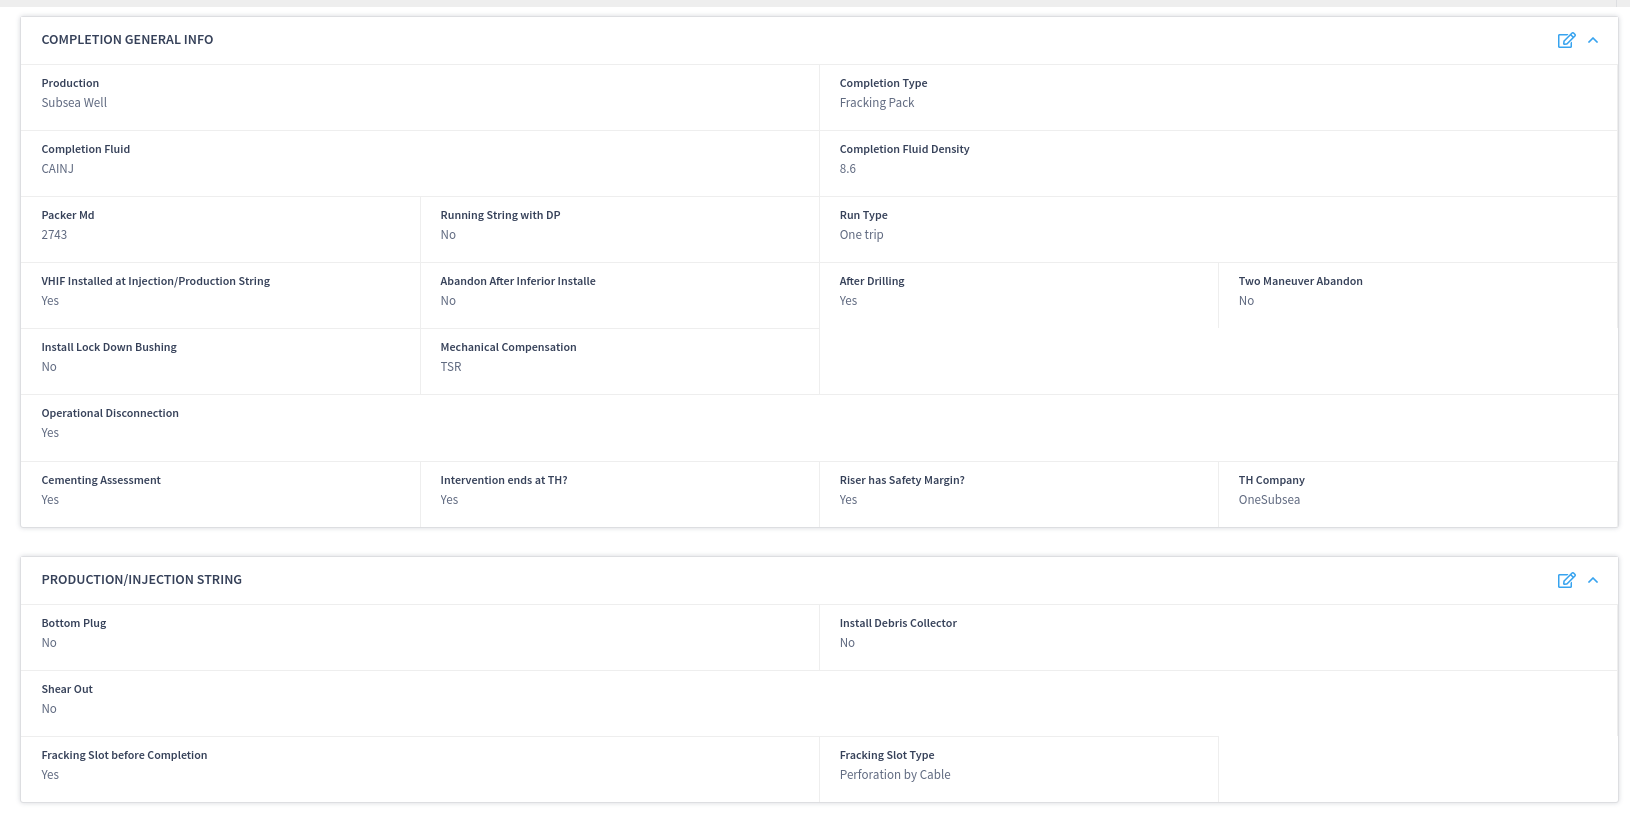 COMPLETION GENERAL INFO
Production
Subsea Well
Completion Type
Fracking Pack
Completion Fluid
CAINJ
Completion Fluid Density
8.6
Packer Md
2743
Running String with DP
No
Run Type
One trip
VHIF Installed at Injection/Production String
Yes
Abandon After Inferior Installe
No
After Drilling
Yes
Two Maneuver Abandon
No
Install Lock Down Bushing
No
Mechanical Compensation
TSR
Operational Disconnection
Yes
Cementing Assessment
Yes
Intervention ends at TH?
Yes
Riser has Safety Margin?
Yes
TH Company
OneSubsea
PRODUCTION/INJECTION STRING
Bottom Plug
No
Install Debris Collector
No
Shear Out
No
Fracking Slot before Completion
Yes
Fracking Slot Type
Perforation by Cable